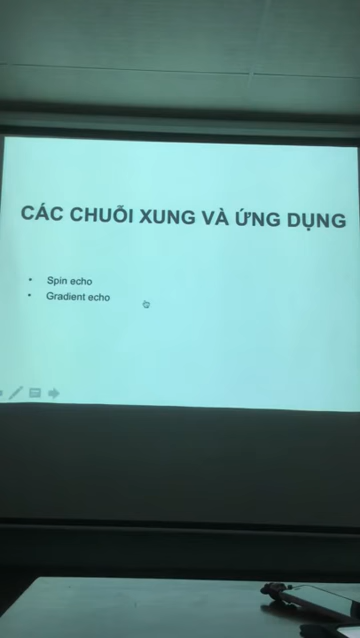 CÁC CHUỖI XUNG VÀ ỨNG DỤNG
• Spin echo
• Gradient echo